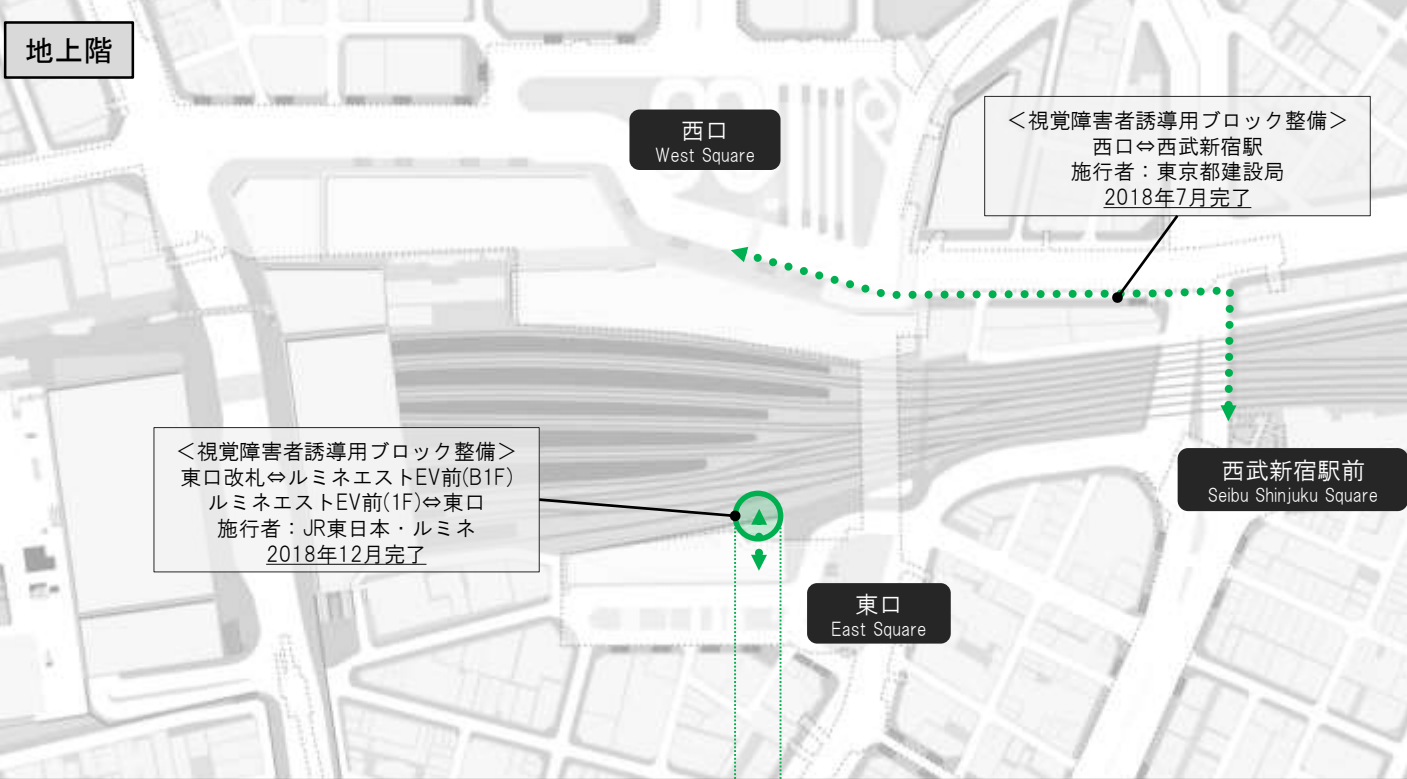 地上階
西口
West Square
＜視覚障害者誘導用ブロック整備＞
西口⇔西武新宿駅
施行者：東京都建設局
2018年7月完了
＜視覚障害者誘導用ブロック整備＞
東口改札⇔ルミネエストEV前(B1F)
ルミネエストEV前(1F)⇔東口
施行者：JR東日本・ルミネ
2018年12月完了
西武新宿駅前
Seibu Shinjuku Square
東口
East Square